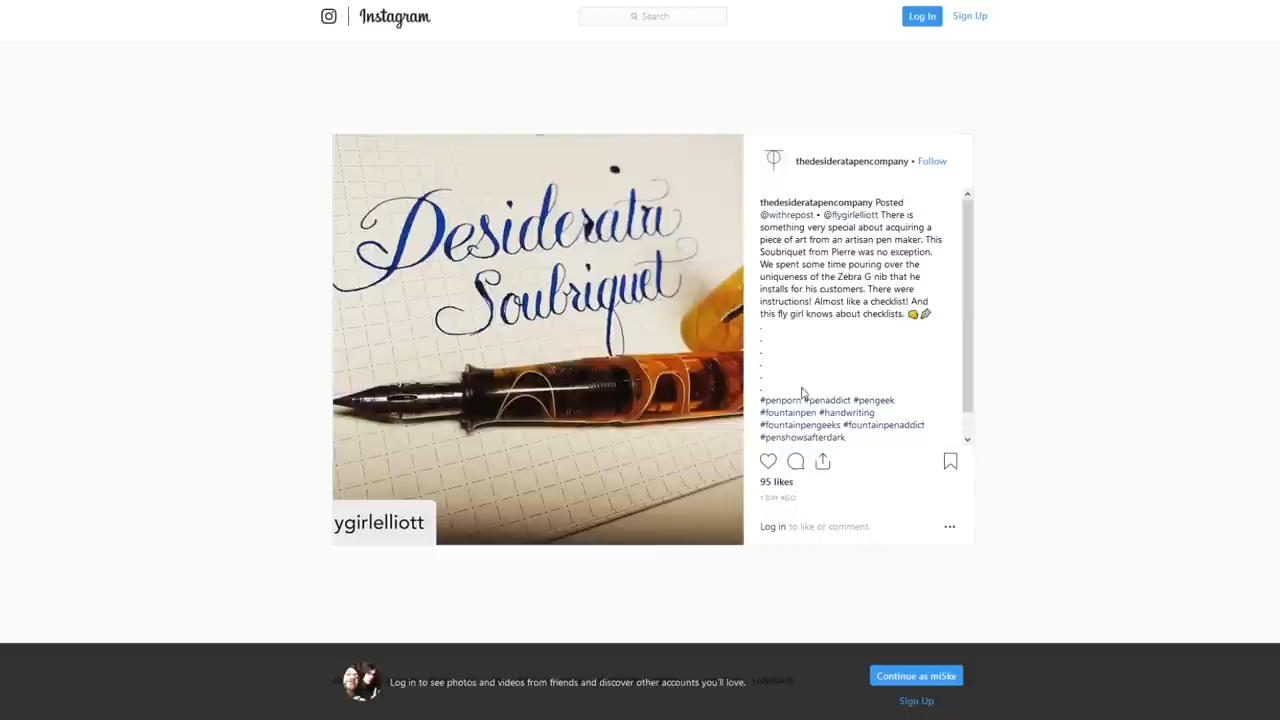 Instagram
Search
Log In
Sign Up
Desiderata
Soubriquet
ygirlelliott
thedesideratapencompany • Follow
thedesideratapencompany Posted
@withrepost • @flygirlelliott There is
something very special about acquiring a
piece of art from an artisan pen maker. This
Soubriquet from Pierre was no exception.
We spent some time pouring over the
uniqueness of the Zebra G nib that he
installs for his customers. There were
instructions! Almost like a checklist! And
this fly girl knows about checklists.
.
.
.
.
.
.
#penporn #penaddict #pengeek
#fountainpen #handwriting
#fountainpengeeks #fountainpenaddict
#penshowsafterdark
95 likes
1 DAY AGO
Log in to like or comment.
Log in to see photos and videos from friends and discover other accounts you'll love.
LANGUAGE
Continue as mi5ke
Sign Up